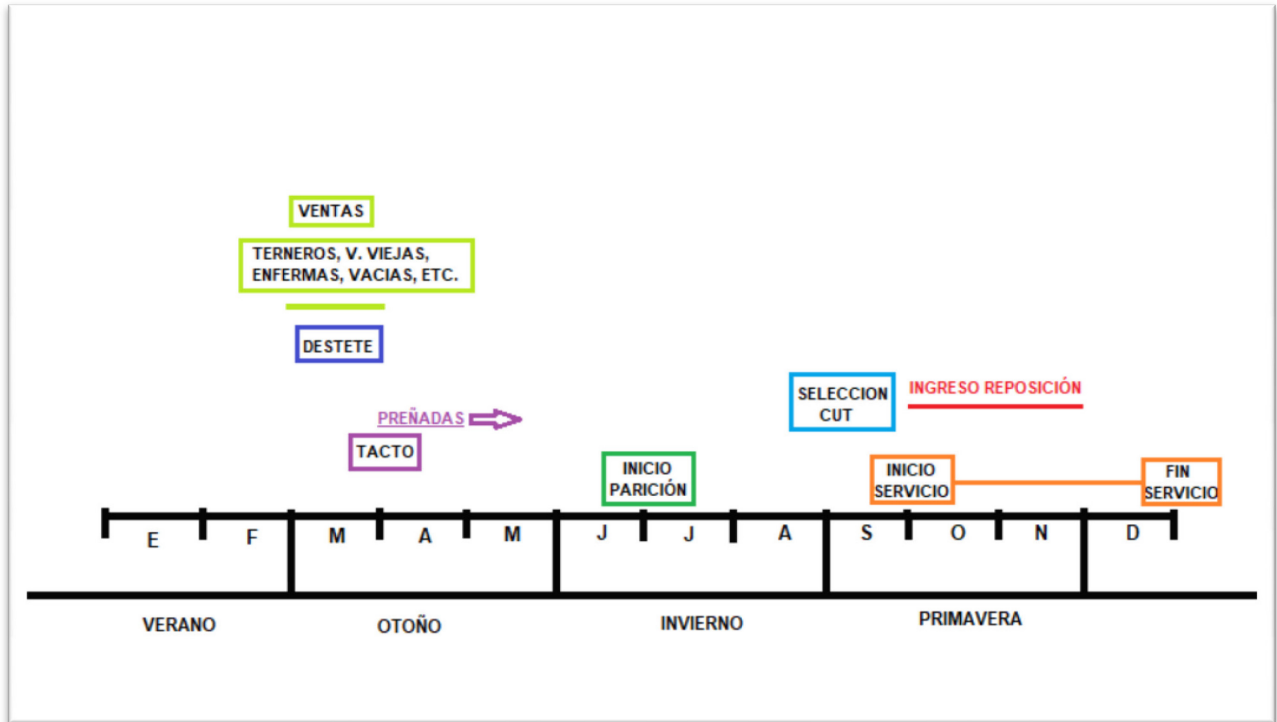 VENTAS
TERNEROS, V. VIEJAS,
ENFERMAS, VACIAS, ETC.
DESTETE
PREÑADAS
TACTO
SELECCION
CUT
INGRESO REPOSICIÓN
INICIO
PARICIÓN
INICIO
SERVICIO
FIN
SERVICIO
E F M A M J J A S O N D
VERANO OTOÑO INVIERNO PRIMAVERA